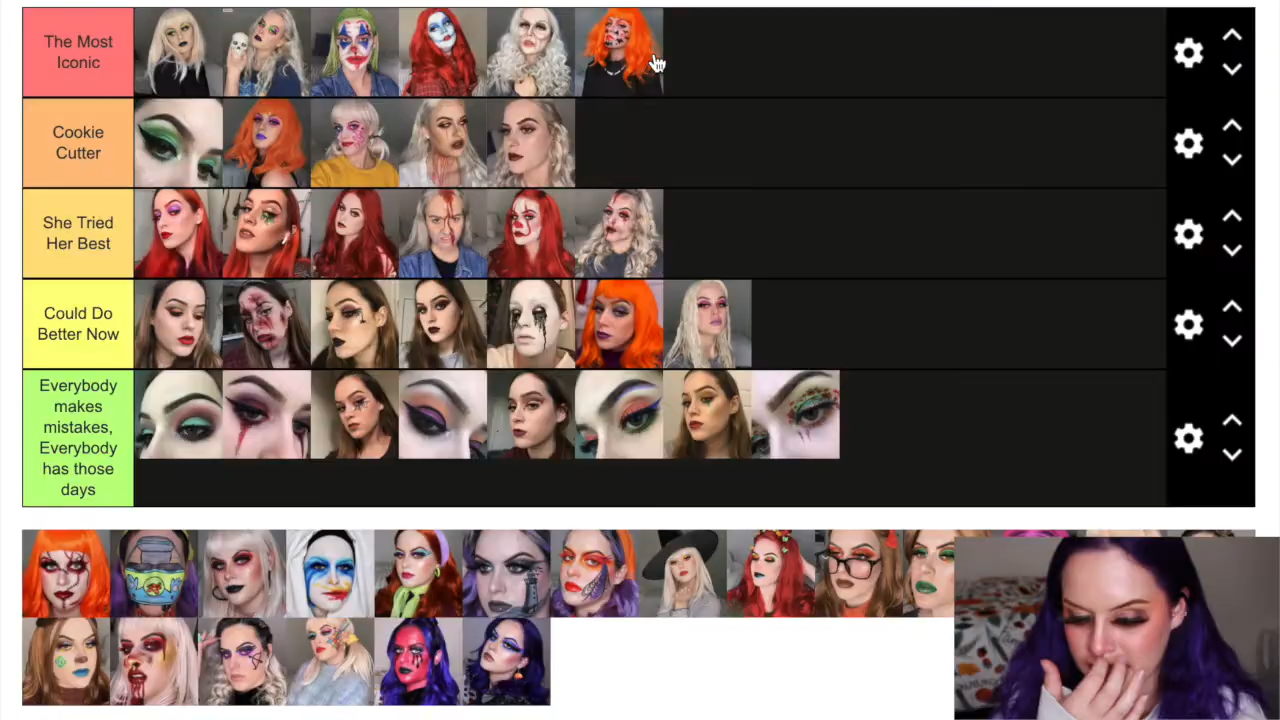 The Most
Iconic
Cookie
Cutter
She Tried
Her Best
Could Do
Better Now
Everybody
makes
mistakes,
Everybody
has those
days